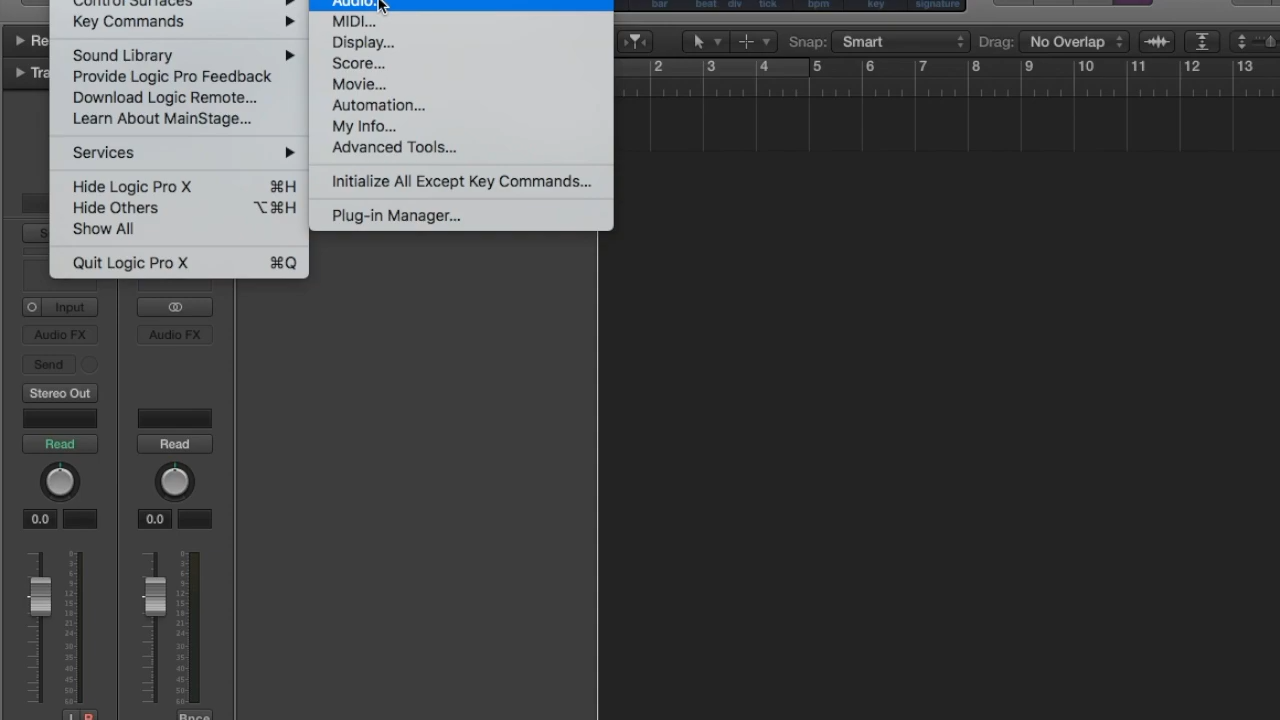 Control Surfaces
Key Commands
Sound Library
Provide Logic Pro Feedback
Download Logic Remote...
Learn About MainStage...
Services
Hide Logic Pro X ⌘H
Hide Others ⌥⌘H
Show All
Quit Logic Pro X ⌘Q
Audio...
MIDI...
Display...
Score...
Movie...
Automation...
My Info...
Advanced Tools...
Initialize All Except Key Commands...
Plug-in Manager...
bar beat div tick bpm key signature
Snap: Smart Drag: No Overlap
2 3 4 5 6 7 8 9 10 11 12 13
Input
Audio FX Audio FX
Send
Stereo Out
Read Read
0.0 0.0
Bnce